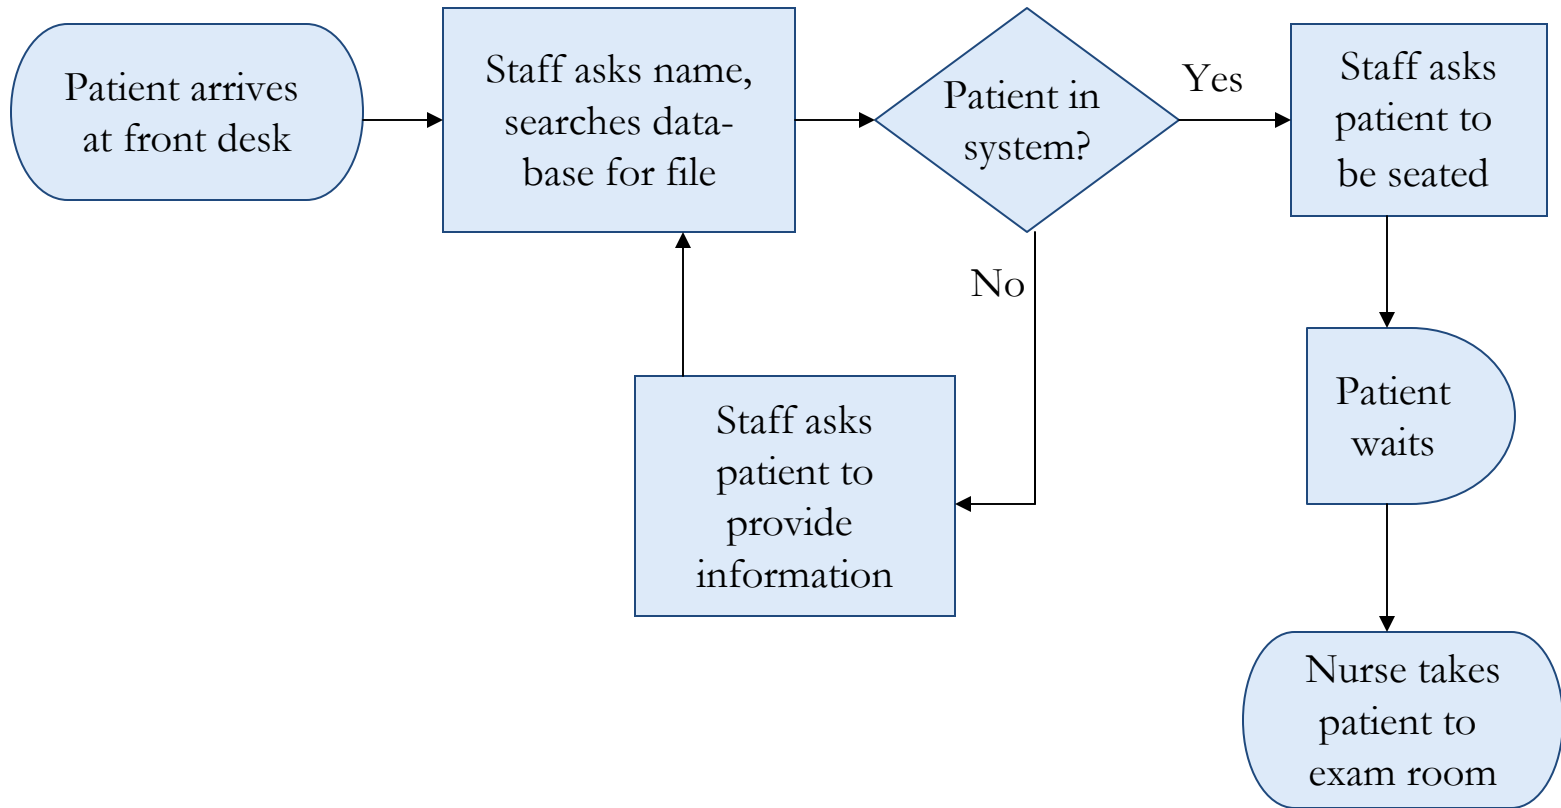 Patient arrives
at front desk
Staff asks name,
searches data-
base for file
Patient in
system?
Yes
Staff asks
patient to
be seated
No
Staff asks
patient to
provide
information
Patient
waits
Nurse takes
patient to
exam room